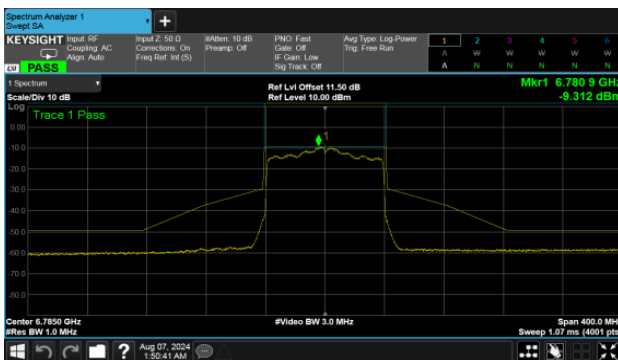 Spectrum Analyzer 1
Swept SA
+
KEYSIGHT Input: RF Input Z: 50 Ω #Atten: 10 dB PNO: Fast Avg Type: Log-Power 1 2 3 4 5 6
Coupling: AC Corrections: On Preamp: Off Gate: Off Trig: Free Run A W W W W W
Align: Auto Freq Ref: Int (S) IF Gain: Low
LXI PASS Sig Track: Off A N N N N N
1 Spectrum Ref Lvl Offset 11.50 dB Mkr1 6.780 9 GHz
Scale/Div 10 dB Ref Level 10.00 dBm -9.312 dBm
Log
Trace 1 Pass
0.00
1
-10.0
-20.0
-30.0
-40.0
-50.0
-60.0
-70.0
-80.0
Center 6.7850 GHz #Video BW 3.0 MHz Span 400.0 MH
#Res BW 1.0 MHz Sweep 1.07 ms (4001 pts
? Aug 07, 2024
1:50:41 AM